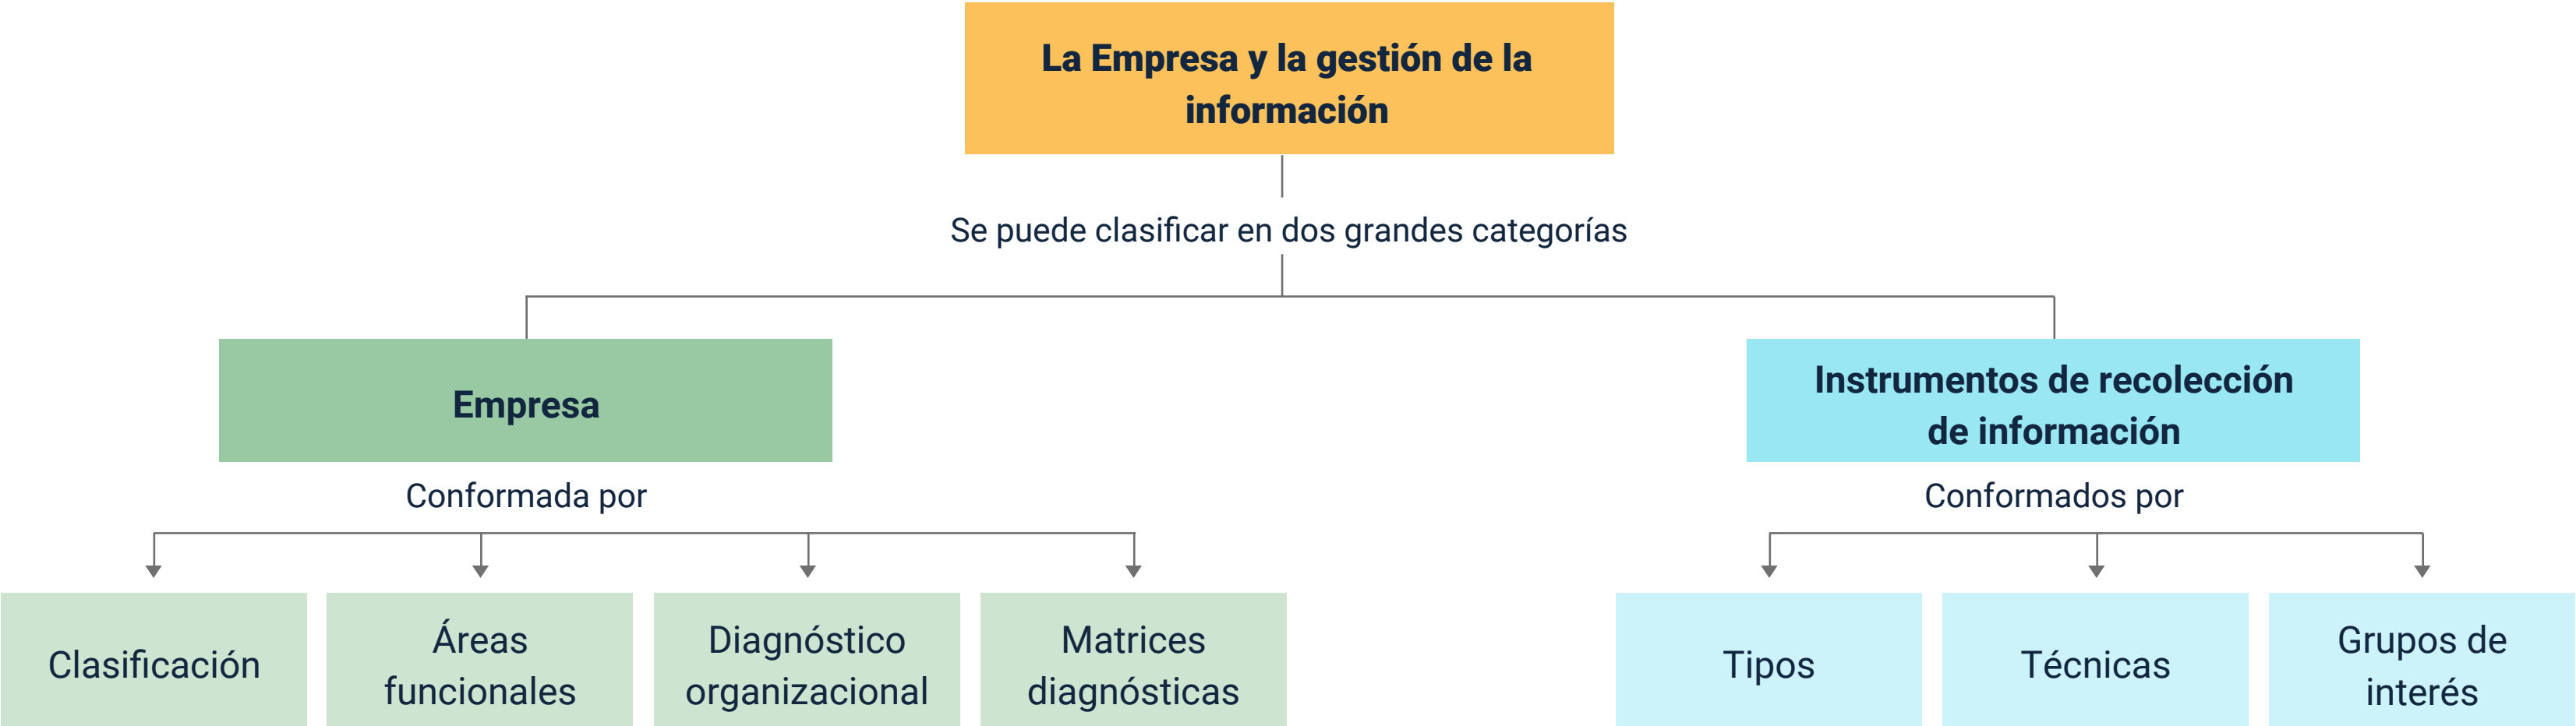 La Empresa y la gestión de la
información
Se puede clasificar en dos grandes categorías
Empresa
Instrumentos de recolección
de información
Conformada por
Conformados por
Clasificación
Áreas
funcionales
Diagnóstico
organizacional
Matrices
diagnósticas
Tipos
Técnicas
Grupos de
interés